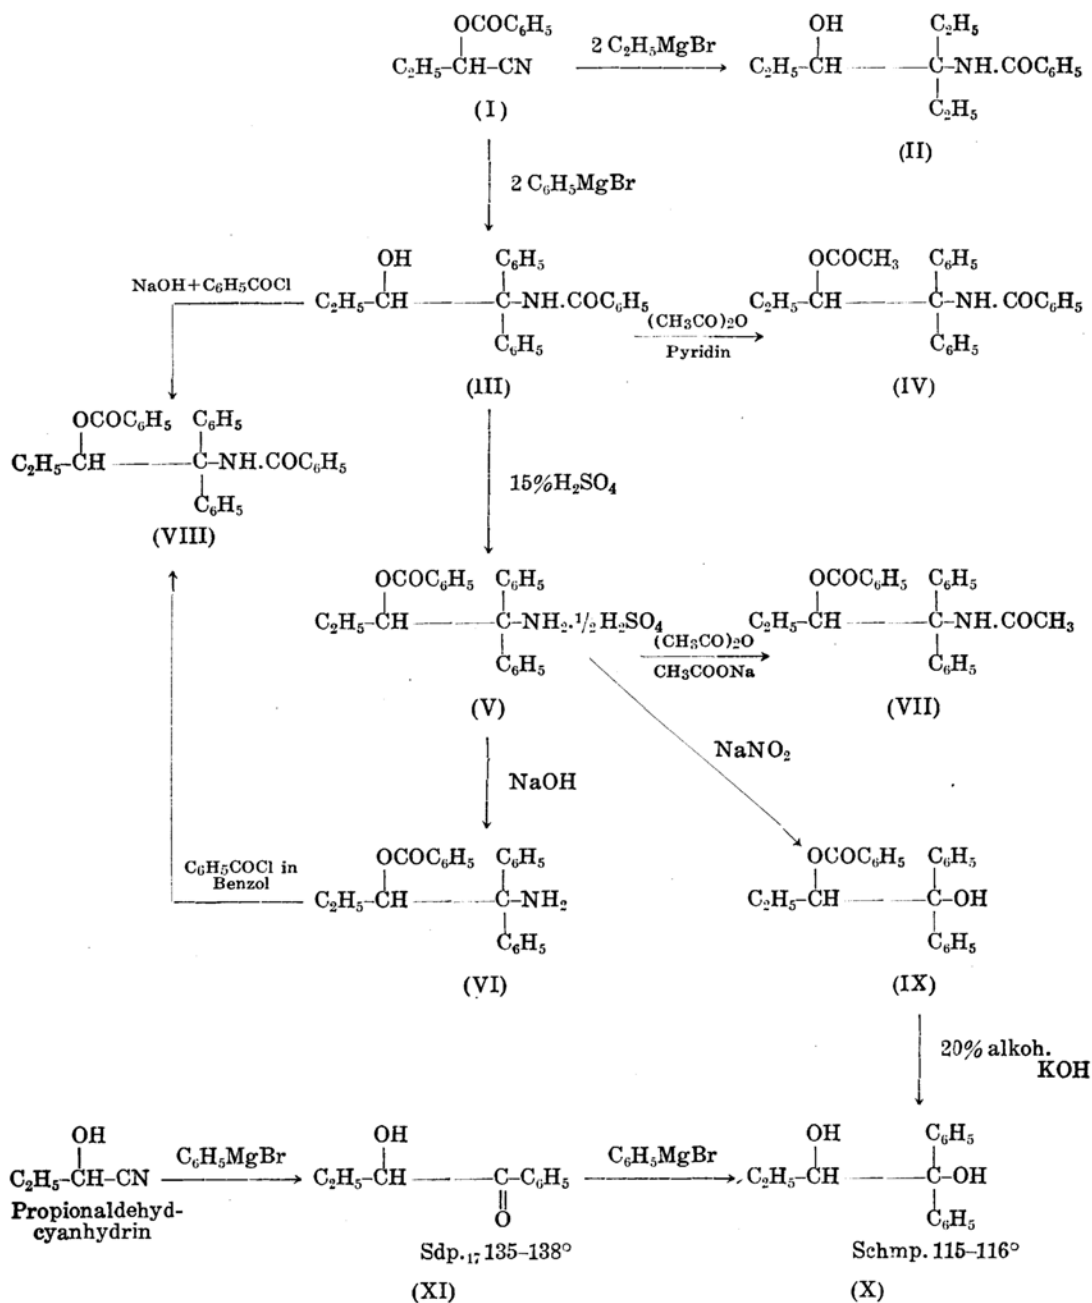 OCOC₆H₅
C₂H₅–CH–CN
(I)
2 C₂H₅MgBr
OH C₂H₅
C₂H₅–CH — C–NH.COC₆H₅
C₂H₅
(II)
2 C₆H₅MgBr
NaOH+C₆H₅COCl
OH C₆H₅
C₂H₅–CH — C–NH.COC₆H₅
C₆H₅
(III)
(CH₃CO)₂O
Pyridin
OCOCH₃ C₆H₅
C₂H₅–CH — C–NH.COC₆H₅
C₆H₅
(IV)
OCOC₆H₅ C₆H₅
C₂H₅–CH — C–NH.COC₆H₅
C₆H₅
(VIII)
15%H₂SO₄
OCOC₆H₅ C₆H₅
C₂H₅–CH — C–NH₂.½H₂SO₄
C₆H₅
(V)
(CH₃CO)₂O
CH₃COONa
OCOC₆H₅ C₆H₅
C₂H₅–CH — C–NH.COCH₃
C₆H₅
(VII)
NaNO₂
NaOH
C₆H₅COCl in
Benzol
OCOC₆H₅ C₆H₅
C₂H₅–CH — C–NH₂
C₆H₅
(VI)
OCOC₆H₅ C₆H₅
C₂H₅–CH — C–OH
C₆H₅
(IX)
20% alkoh.
KOH
OH
C₂H₅–CH–CN
Propionaldehyd-
cyanhydrin
C₆H₅MgBr
OH
C₂H₅–CH — C–C₆H₅
O
Sdp.₁₇ 135–138°
(XI)
C₆H₅MgBr
OH C₆H₅
C₂H₅–CH — C–OH
C₆H₅
Schmp. 115–116°
(X)